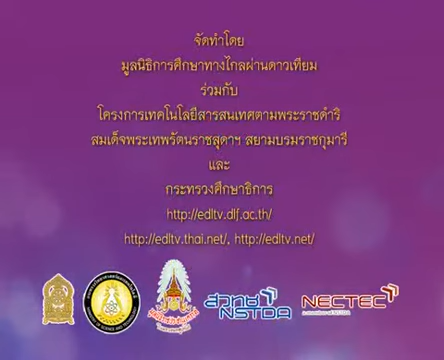 จัดทำโดย
มูลนิธิการศึกษาทางไกลผ่านดาวเทียม
ร่วมกับ
โครงการเทคโนโลยีสารสนเทศตามพระราชดำริ
สมเด็จพระเทพรัตนราชสุดาฯ สยามบรมราชกุมารี
และ
กระทรวงศึกษาธิการ
http://edltv.dlf.ac.th/
http://edltv.thai.net/, http://edltv.net/
สวทช
NSTDA
NECTEC